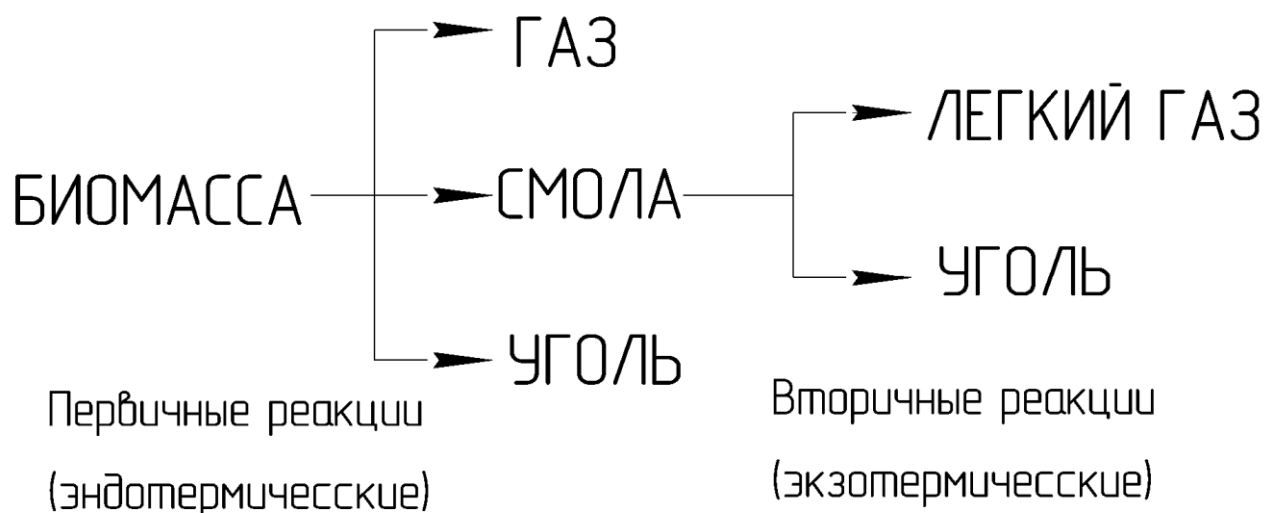 БИОМАССА
ГАЗ
СМОЛА
УГОЛЬ
ЛЕГКИЙ ГАЗ
УГОЛЬ
Первичные реакции
(эндотермичесские)
Вторичные реакции
(экзотермичесские)